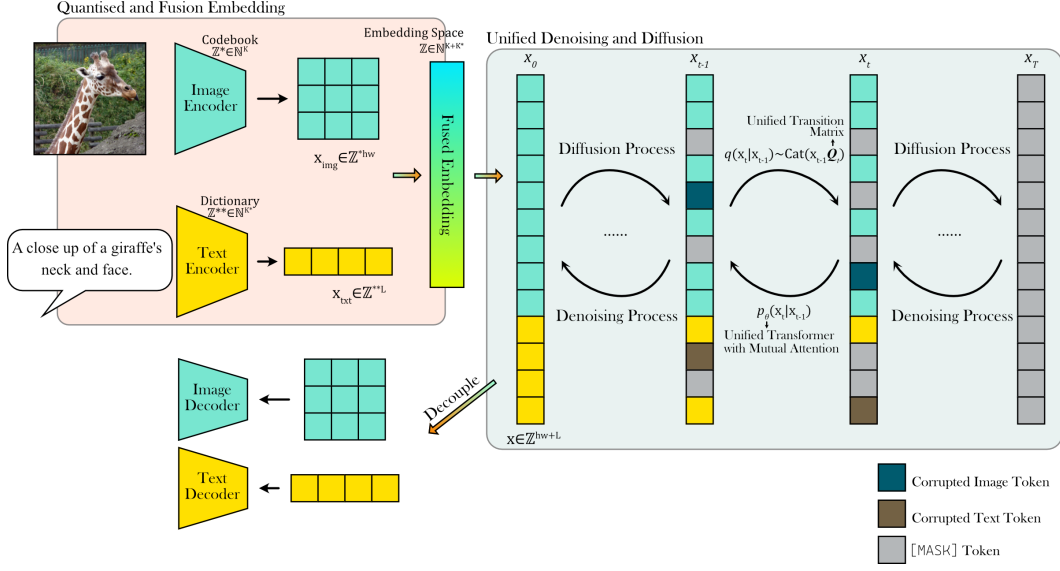 Quantised and Fusion Embedding
Codebook
ℤ*∈ℕᴷ
Image
Encoder
x_img∈ℤ*ʰʷ
Dictionary
ℤ**∈ℕᴷ*
Text
Encoder
x_txt∈ℤ**ᴸ
A close up of a giraffe's
neck and face.
Embedding Space
ℤ∈ℕᴷ⁺ᴷ*
Fused Embedding
Unified Denoising and Diffusion
x₀
x_{t-1}
x_t
x_T
Diffusion Process
......
Denoising Process
Unified Transition
Matrix
q(x_t|x_{t-1})~Cat(x_{t-1}Q_t)
p_θ(x_t|x_{t-1})
Unified Transformer
with Mutual Attention
Diffusion Process
......
Denoising Process
x∈ℤʰʷ⁺ᴸ
Decouple
Image
Decoder
Text
Decoder
Corrupted Image Token
Corrupted Text Token
[MASK] Token